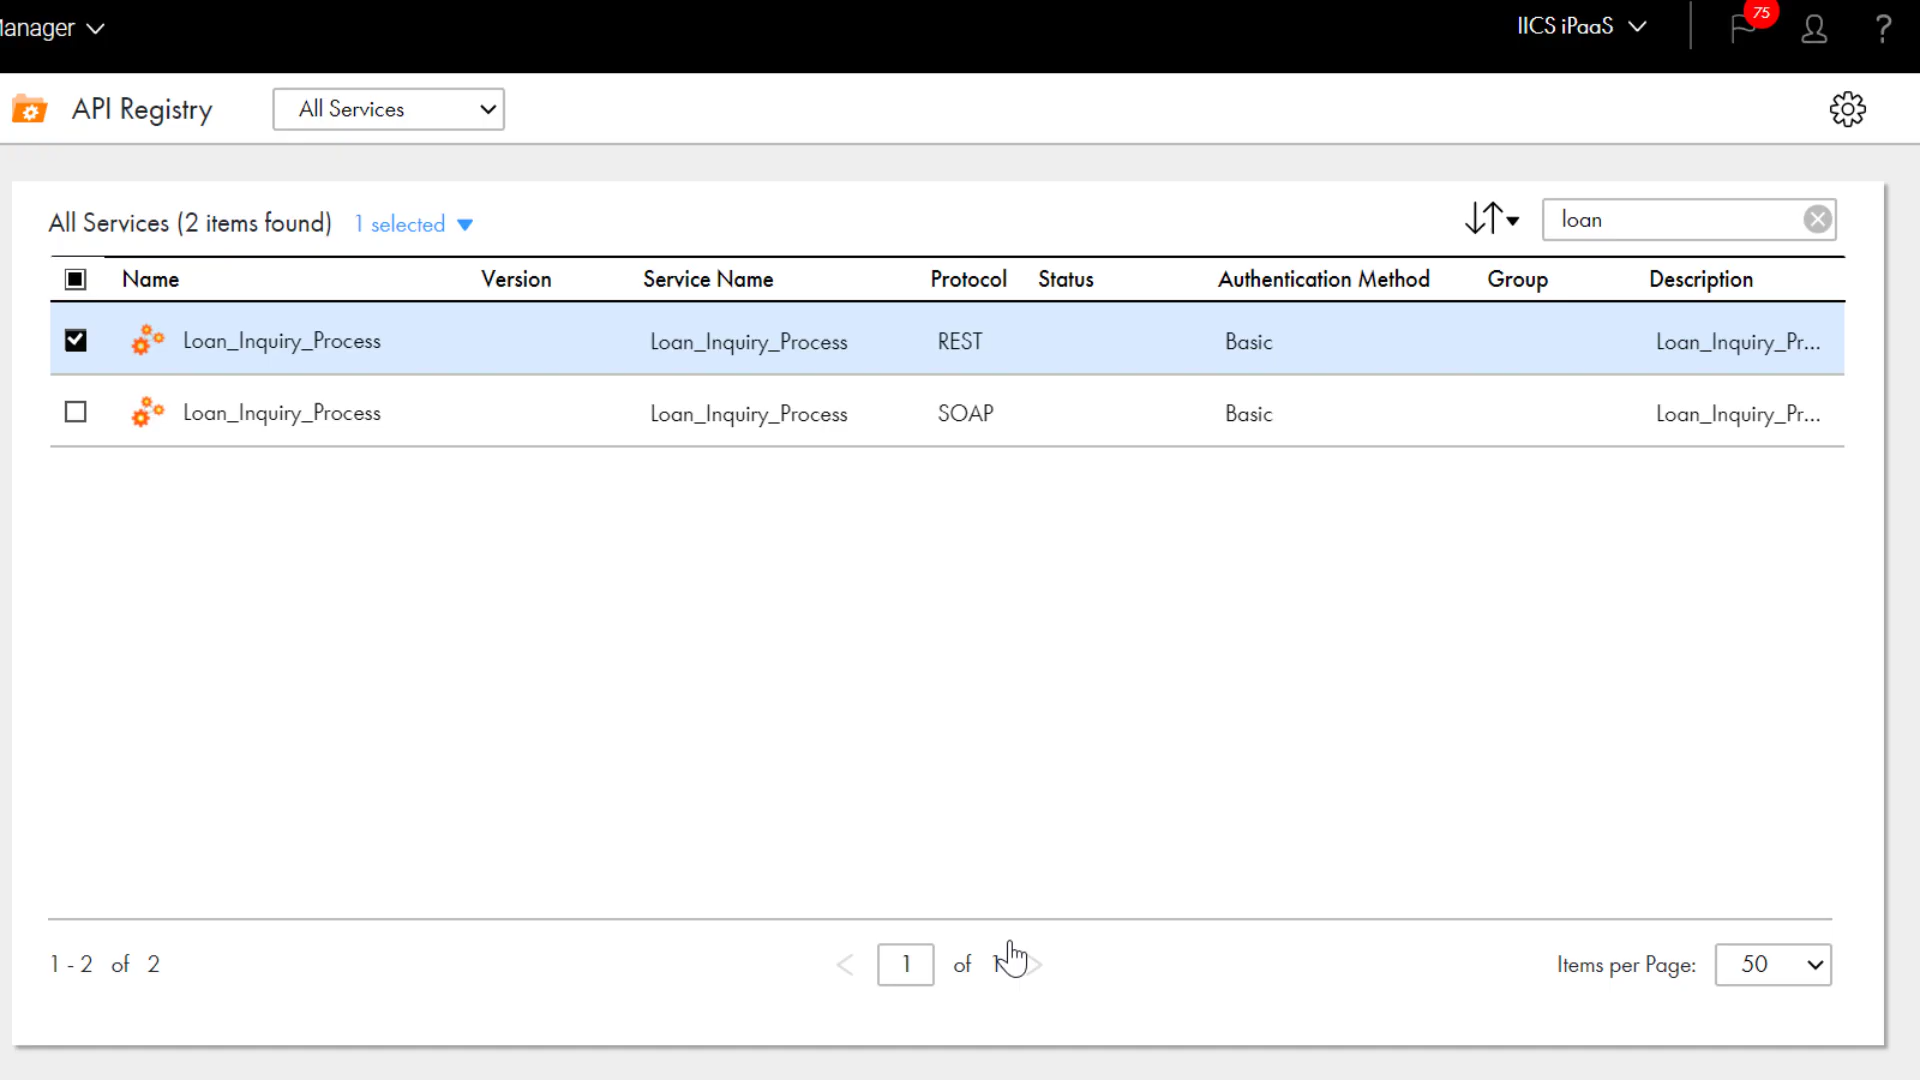 anager
IICS iPaaS
75
?
API Registry
All Services
All Services (2 items found)
1 selected
loan
Name Version Service Name Protocol Status Authentication Method Group Description
Loan_Inquiry_Process Loan_Inquiry_Process REST Basic Loan_Inquiry_Pr...
Loan_Inquiry_Process Loan_Inquiry_Process SOAP Basic Loan_Inquiry_Pr...
1 - 2 of 2
1 of 1
Items per Page: 50